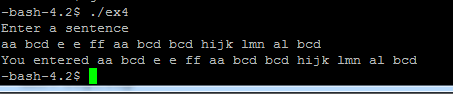 -bash-4.2$ ./ex4
Enter a sentence
aa bcd e e ff aa bcd bcd hijk lmn al bcd
You entered aa bcd e e ff aa bcd bcd hijk lmn al bcd
-bash-4.2$